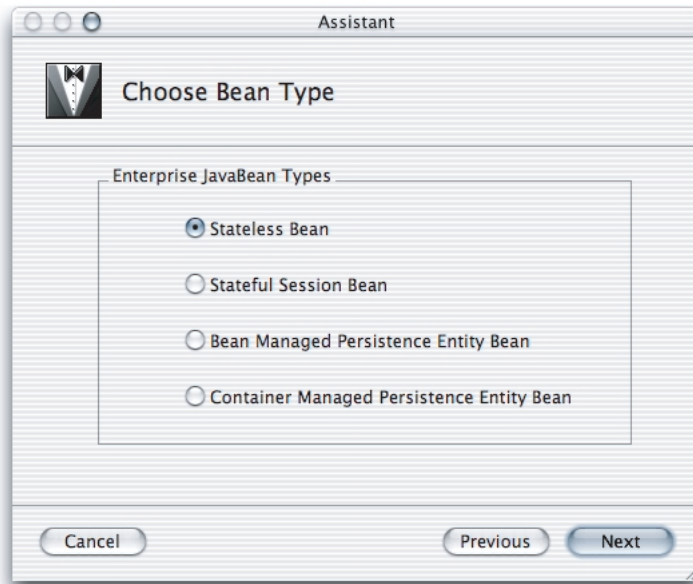 Assistant
Choose Bean Type
Enterprise JavaBean Types
Stateless Bean
Stateful Session Bean
Bean Managed Persistence Entity Bean
Container Managed Persistence Entity Bean
Cancel
Previous
Next